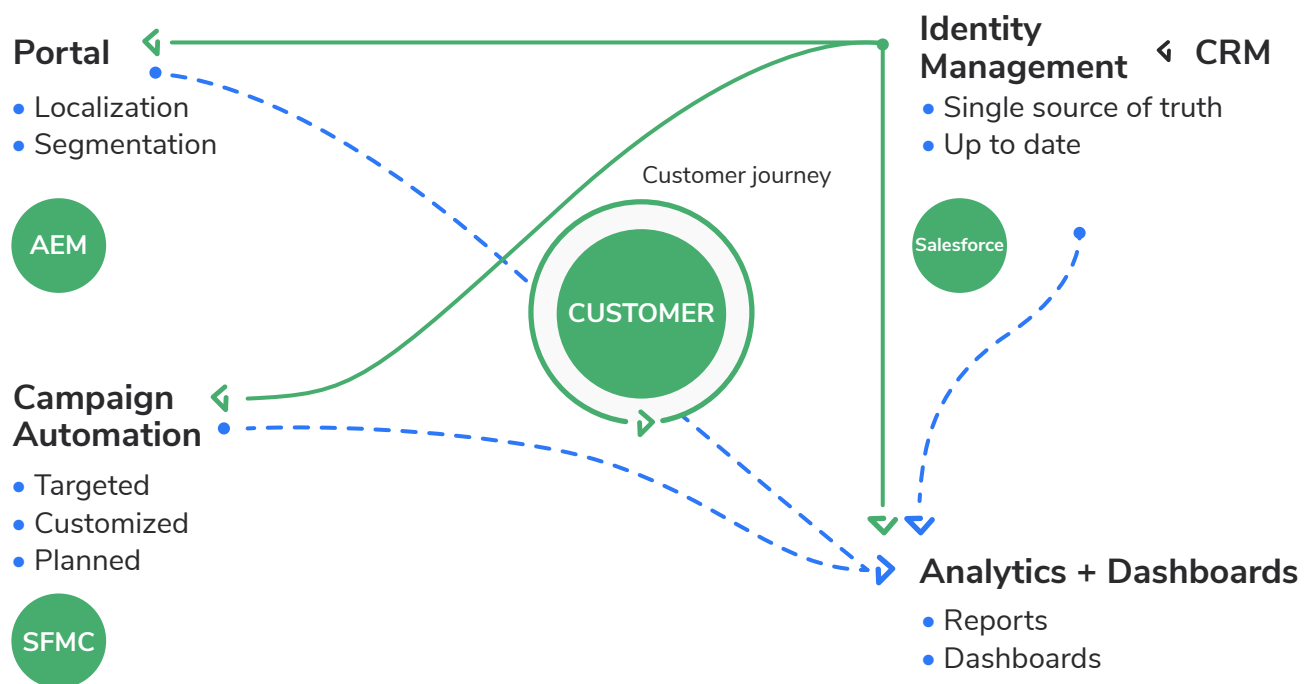 Portal
Localization
Segmentation
AEM
Identity
Management
CRM
Single source of truth
Up to date
Salesforce
Customer journey
CUSTOMER
Campaign
Automation
Targeted
Customized
Planned
SFMC
Analytics + Dashboards
Reports
Dashboards